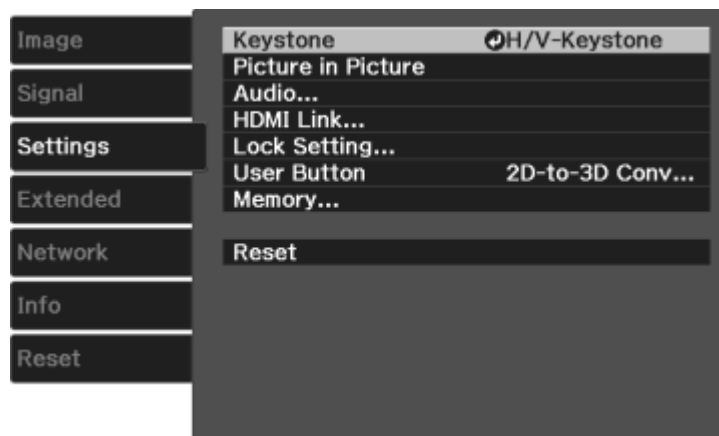 Image
Signal
Settings
Extended
Network
Info
Reset
Keystone H/V-Keystone
Picture in Picture
Audio...
HDMI Link...
Lock Setting...
User Button 2D-to-3D Conv...
Memory...
Reset